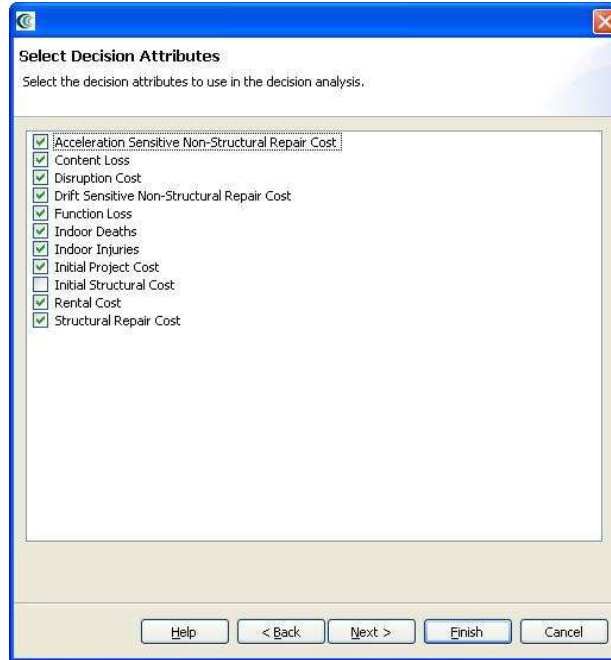 Select Decision Attributes
Select the decision attributes to use in the decision analysis.
Acceleration Sensitive Non-Structural Repair Cost
Content Loss
Disruption Cost
Drift Sensitive Non-Structural Repair Cost
Function Loss
Indoor Deaths
Indoor Injuries
Initial Project Cost
Initial Structural Cost
Rental Cost
Structural Repair Cost
Help < Back Next > Finish Cancel